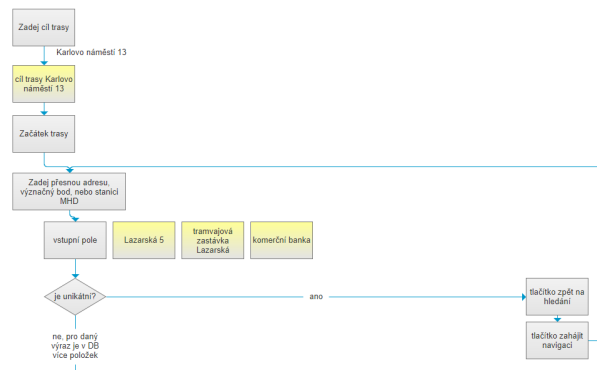 Zadej cíl trasy
Karlovo náměstí 13
cíl trasy Karlovo
náměstí 13
Začátek trasy
Zadej přesnou adresu,
význačný bod, nebo stanici
MHD
vstupní pole
Lazarská 5
tramvajová
zastávka
Lazarská
komerční banka
je unikátní?
ano
tlačítko zpět na
hledání
tlačítko zahájit
navigaci
ne, pro daný
výraz je v DB
více položek